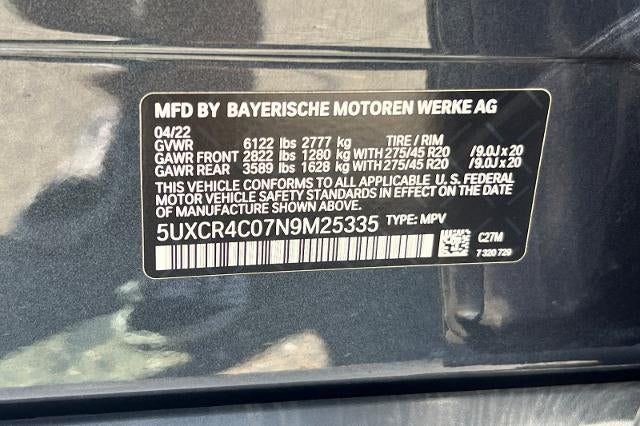 MFD BY BAYERISCHE MOTOREN WERKE AG
04/22
GVWR 6122 lbs 2777 kg TIRE / RIM
GAWR FRONT 2822 lbs 1280 kg WITH 275/45 R20 /9.0J x 20
GAWR REAR 3589 lbs 1628 kg WITH 275/45 R20 /9.0J x 20
THIS VEHICLE CONFORMS TO ALL APPLICABLE U. S. FEDERAL
MOTOR VEHICLE SAFETY STANDARDS IN EFFECT ON THE DATE
OF MANUFACTURE SHOWN ABOVE.
5UXCR4C07N9M25335 TYPE: MPV
C27M
7 320 729